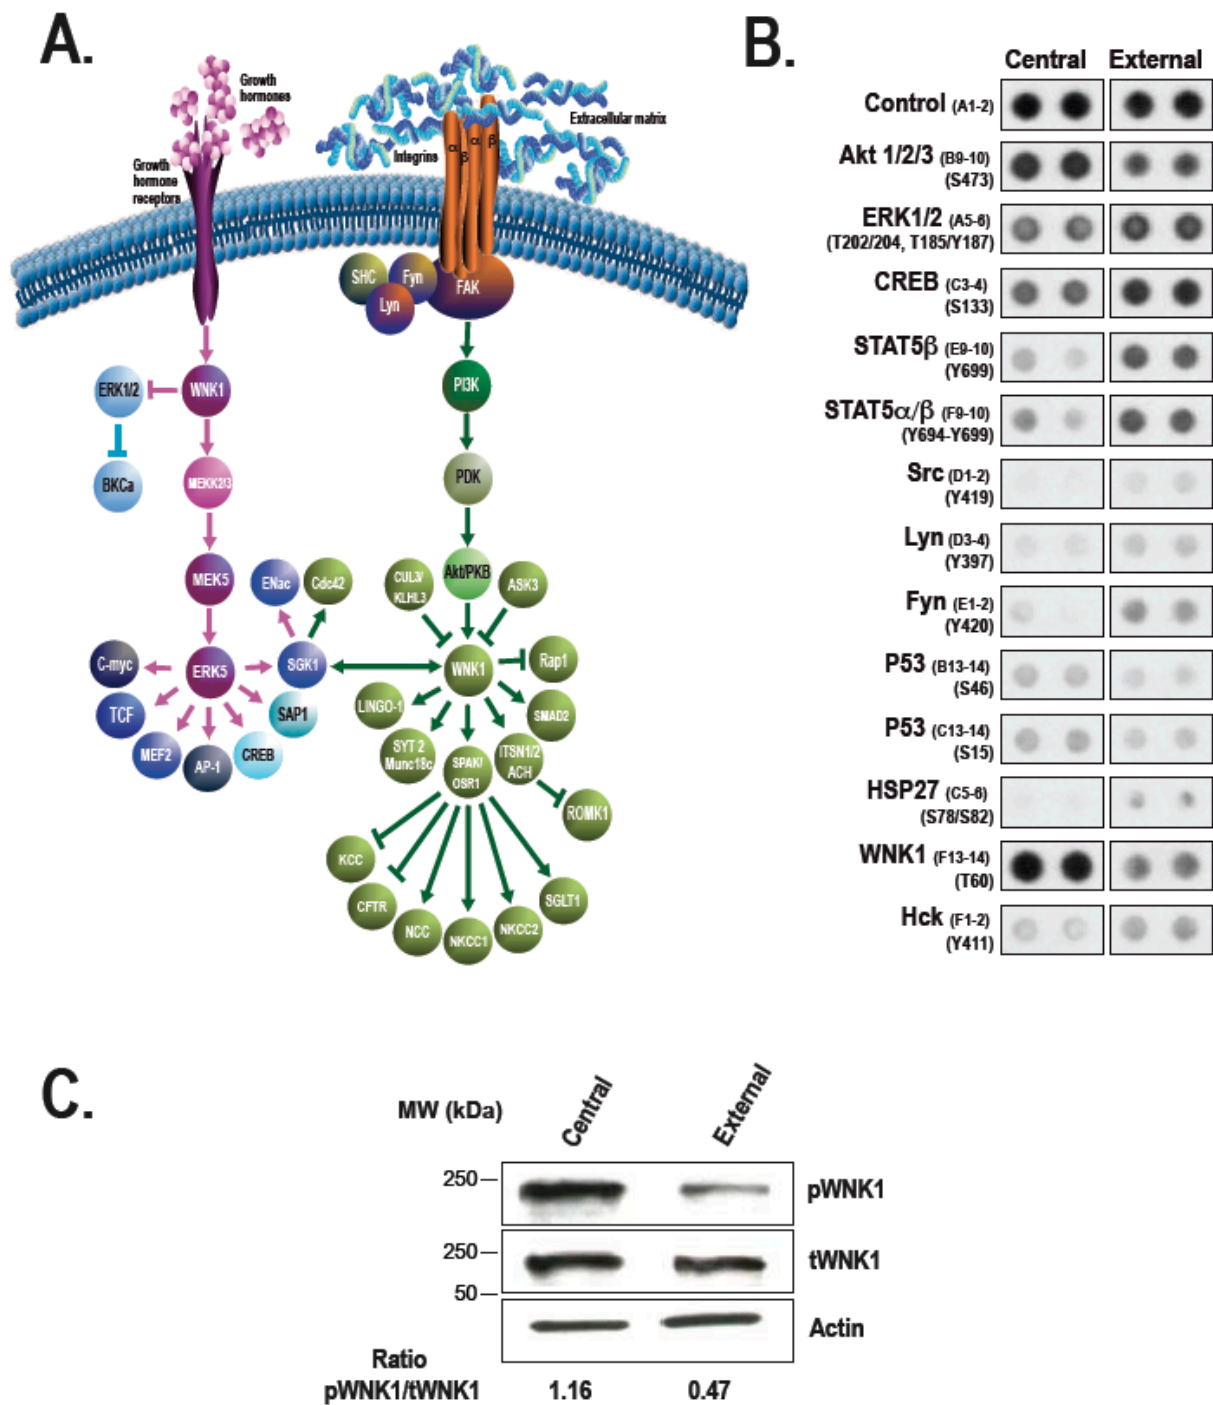 A.
Growth
hormones
Growth
hormone
receptors
Integrins
Extracellular matrix
α
β
α
β
SHC
Fyn
Lyn
FAK
ERK1/2
WNK1
PI3K
BKCa
MEKK2/3
PDK
MEK5
ENac
Cdc42
CUL3/
KLHL3
Akt/PKB
ASK3
C-myc
ERK5
SGK1
WNK1
Rap1
TCF
SAP1
LINGO-1
SMAD2
MEF2
AP-1
CREB
SYT 2
Munc18c
SPAK/
OSR1
ITSN1/2
ACH
ROMK1
KCC
CFTR
NCC
NKCC1
NKCC2
SGLT1
B.
Central External
Control (A1-2)
Akt 1/2/3 (B9-10)
(S473)
ERK1/2 (A5-6)
(T202/204, T185/Y187)
CREB (C3-4)
(S133)
STAT5β (E9-10)
(Y699)
STAT5α/β (F9-10)
(Y694-Y699)
Src (D1-2)
(Y419)
Lyn (D3-4)
(Y397)
Fyn (E1-2)
(Y420)
P53 (B13-14)
(S46)
P53 (C13-14)
(S15)
HSP27 (C5-6)
(S78/S82)
WNK1 (F13-14)
(T60)
Hck (F1-2)
(Y411)
C.
MW (kDa)
Central
External
250
pWNK1
250
tWNK1
50
Actin
Ratio
pWNK1/tWNK1 1.16 0.47